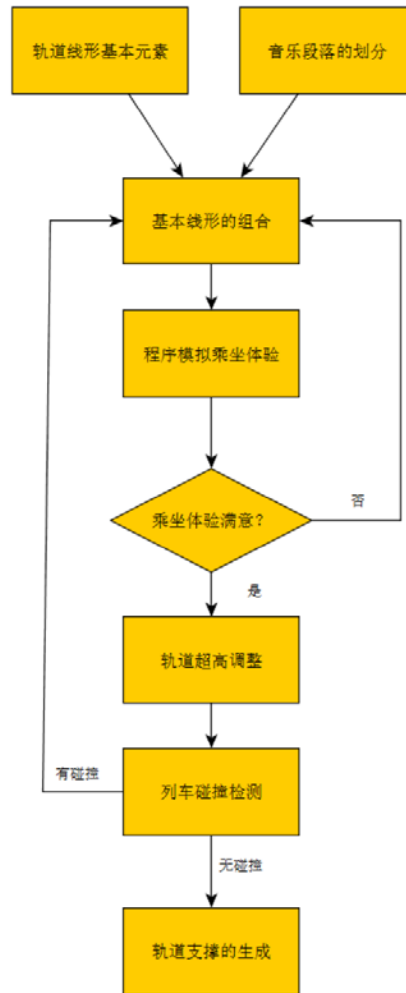 轨道线形基本元素
音乐段落的划分
基本线形的组合
程序模拟乘坐体验
乘坐体验满意?
否
是
轨道超高调整
有碰撞
列车碰撞检测
无碰撞
轨道支撑的生成